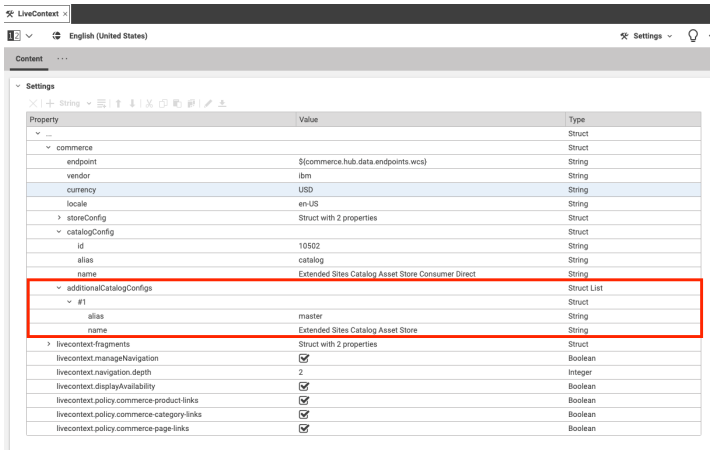 LiveContext ×
12 English (United States) Settings
Content ···
Settings
String
Property Value Type
... Struct
commerce Struct
endpoint ${commerce.hub.data.endpoints.wcs} String
vendor ibm String
currency USD String
locale en-US String
storeConfig Struct with 2 properties Struct
catalogConfig Struct
id 10502 String
alias catalog String
name Extended Sites Catalog Asset Store Consumer Direct String
additionalCatalogConfigs Struct List
#1 Struct
alias master String
name Extended Sites Catalog Asset Store String
livecontext-fragments Struct with 2 properties Struct
livecontext.manageNavigation Boolean
livecontext.navigation.depth 2 Integer
livecontext.displayAvailability Boolean
livecontext.policy.commerce-product-links Boolean
livecontext.policy.commerce-category-links Boolean
livecontext.policy.commerce-page-links Boolean